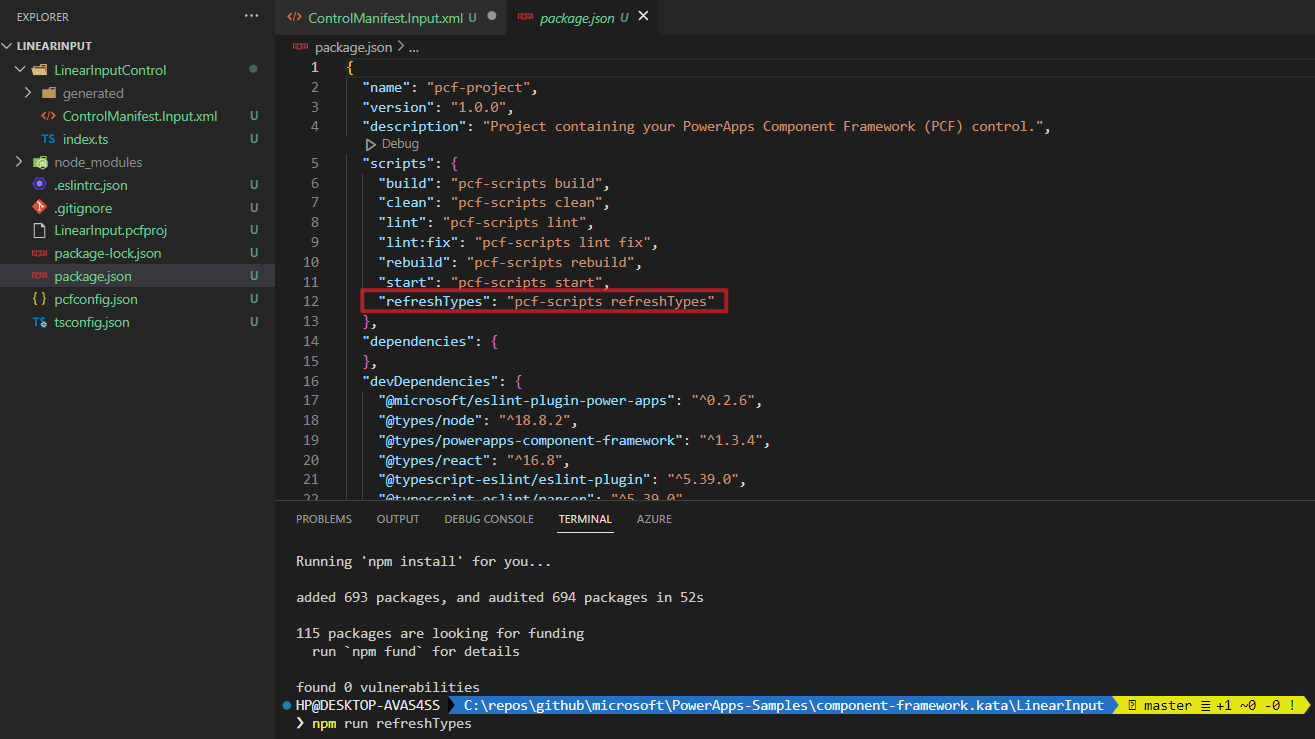 EXPLORER ...
LINEARINPUT
LinearInputControl
generated
ControlManifest.Input.xml U
TS index.ts U
node_modules
.eslintrc.json U
.gitignore U
LinearInput.pcfproj U
package-lock.json U
package.json U
{ } pcfconfig.json U
TS tsconfig.json U
ControlManifest.Input.xml U
package.json U
package.json > ...
1 {
2 "name": "pcf-project",
3 "version": "1.0.0",
4 "description": "Project containing your PowerApps Component Framework (PCF) control.",
Debug
5 "scripts": {
6 "build": "pcf-scripts build",
7 "clean": "pcf-scripts clean",
8 "lint": "pcf-scripts lint",
9 "lint:fix": "pcf-scripts lint fix",
10 "rebuild": "pcf-scripts rebuild",
11 "start": "pcf-scripts start",
12 "refreshTypes": "pcf-scripts refreshTypes"
13 },
14 "dependencies": {
15 },
16 "devDependencies": {
17 "@microsoft/eslint-plugin-power-apps": "^0.2.6",
18 "@types/node": "^18.8.2",
19 "@types/powerapps-component-framework": "^1.3.4",
20 "@types/react": "^16.8",
21 "@typescript-eslint/eslint-plugin": "^5.39.0",
22 "@typescript-eslint/parser": "^5.39.0",
PROBLEMS OUTPUT DEBUG CONSOLE TERMINAL AZURE
Running 'npm install' for you...
added 693 packages, and audited 694 packages in 52s
115 packages are looking for funding
run `npm fund` for details
found 0 vulnerabilities
HP@DESKTOP-AVAS4SS C:\repos\github\microsoft\PowerApps-Samples\component-framework.kata\LinearInput master ≣ +1 ~0 -0 !
❯ npm run refreshTypes